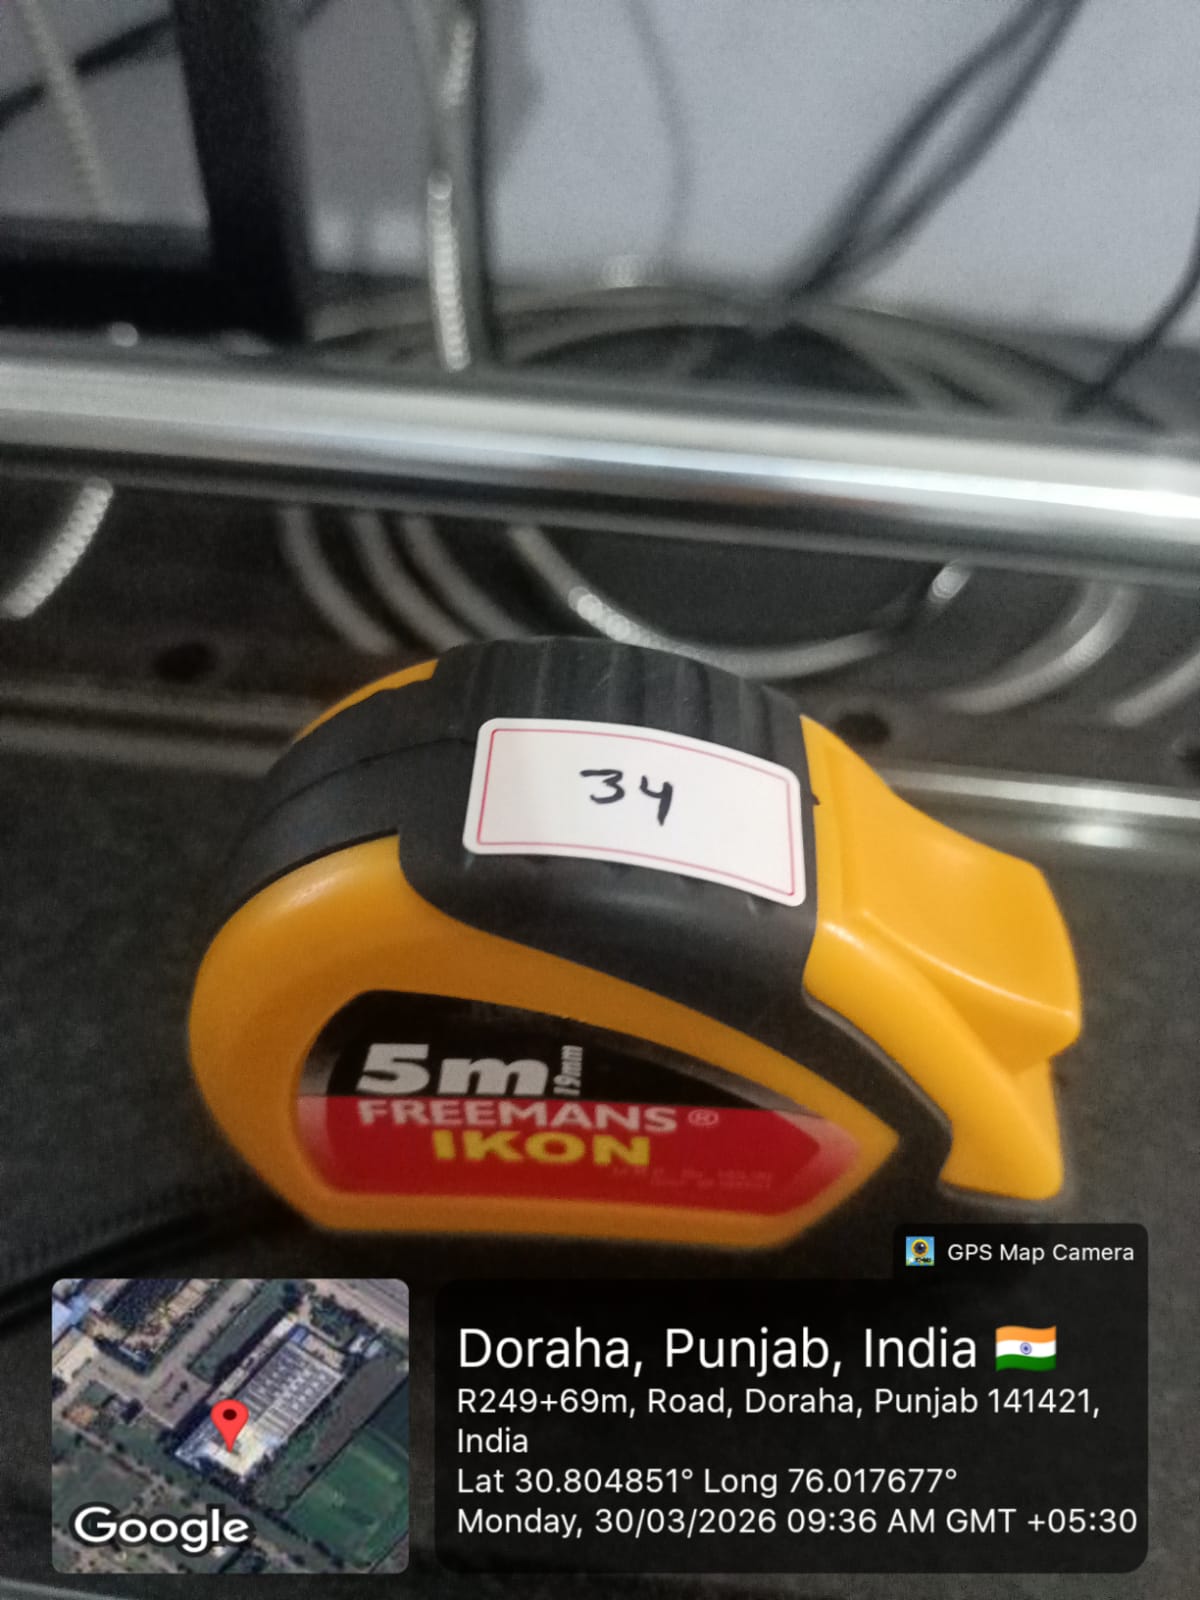 34
5m 19mm
FREEMANS®
IKON
GPS Map Camera
Doraha, Punjab, India
R249+69m, Road, Doraha, Punjab 141421,
India
Lat 30.804851° Long 76.017677°
Monday, 30/03/2026 09:36 AM GMT +05:30
Google